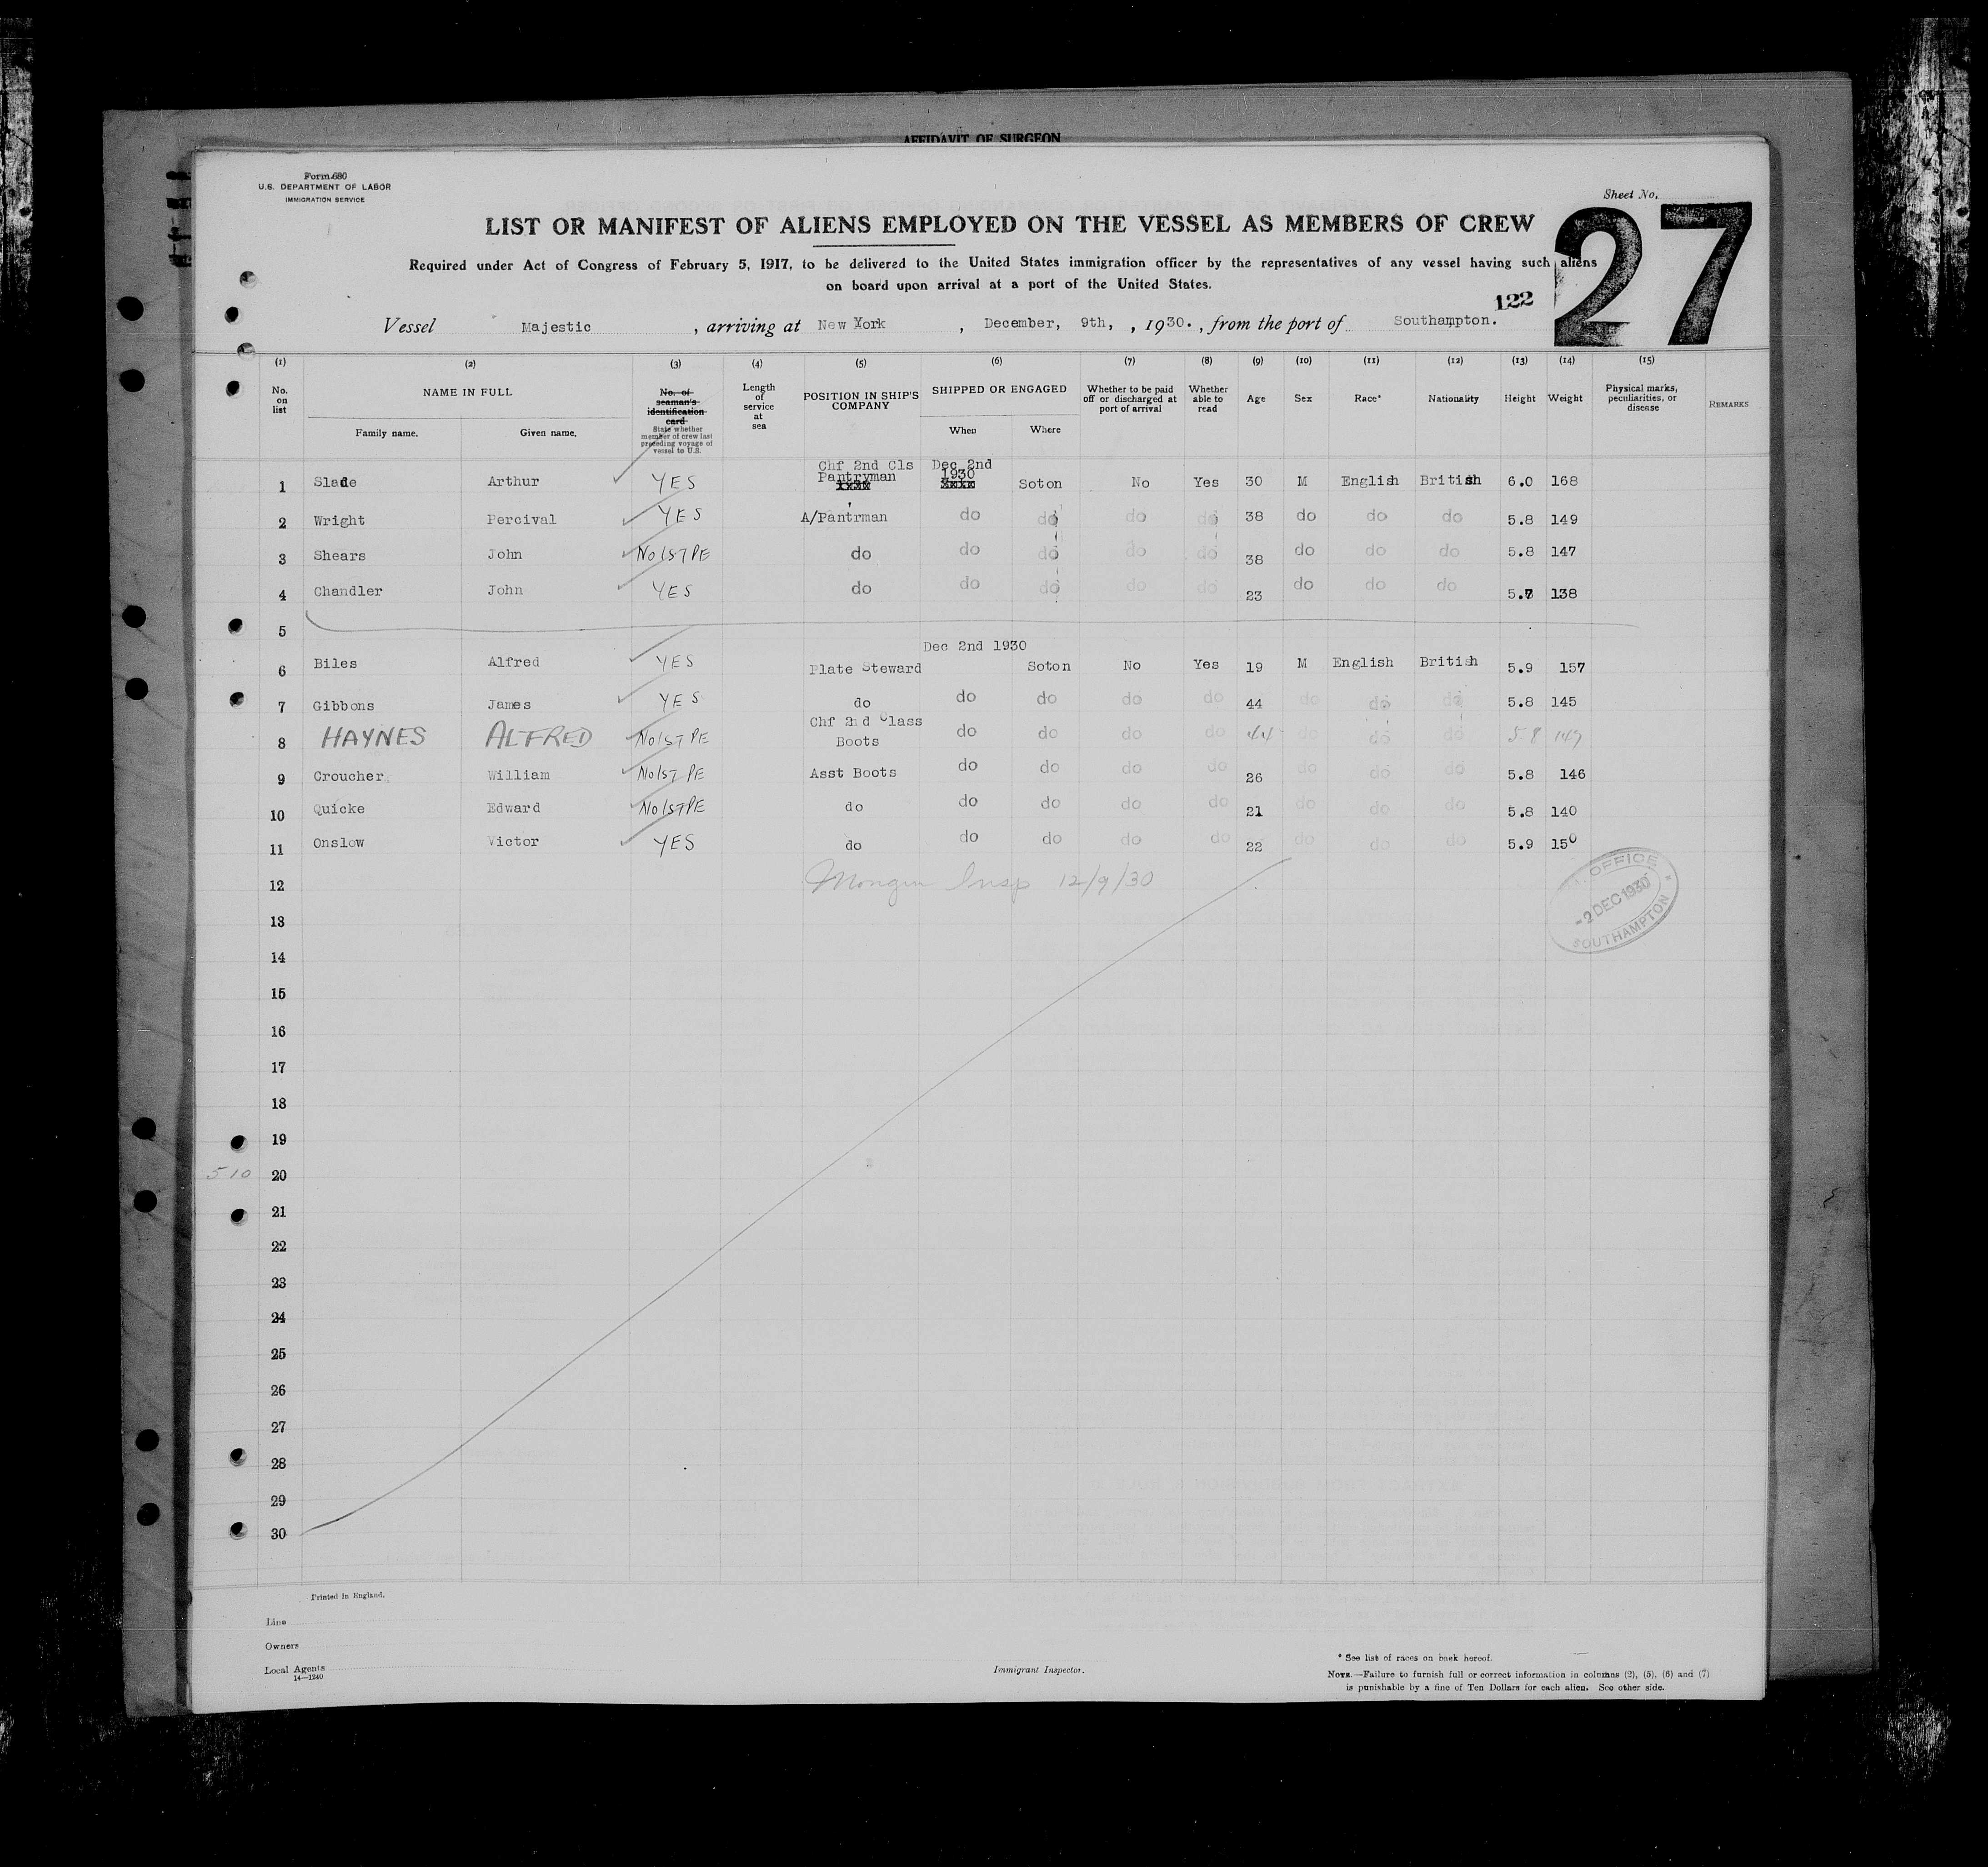 AFFIDAVIT OF SURGEON
Form 680
U.S. DEPARTMENT OF LABOR
IMMIGRATION SERVICE
Sheet No. 27
LIST OR MANIFEST OF ALIENS EMPLOYED ON THE VESSEL AS MEMBERS OF CREW
Required under Act of Congress of February 5, 1917, to be delivered to the United States immigration officer by the representatives of any vessel having such aliens
on board upon arrival at a port of the United States.
122
Vessel Majestic, arriving at New York, December, 9th, , 1930. , from the port of Southampton.
(1) (2) (3) (4) (5) (6) (7) (8) (9) (10) (11) (12) (13) (14) (15)
No. on list NAME IN FULL Family name. Given name. No. of seaman's identification card State whether member of crew last preceding voyage of vessel to U.S. Length of service at sea POSITION IN SHIP'S COMPANY SHIPPED OR ENGAGED When Where Whether to be paid off or discharged at port of arrival Whether able to read Age Sex Race* Nationality Height Weight Physical marks, peculiarities, or disease REMARKS
Chf 2nd Cls Dec 2nd
1 Slade Arthur YES Pantryman 1930 Soton No Yes 30 M English British 6.0 168
2 Wright Percival YES A/Pantrman do do do do 38 do do do 5.8 149
3 Shears John No 1ST PE do do do do do 38 do do do 5.8 147
4 Chandler John YES do do do do do 23 do do do 5.7 138
5
Dec 2nd 1930
6 Biles Alfred YES Plate Steward Soton No Yes 19 M English British 5.9 157
7 Gibbons James YES do do do do do 44 do do do 5.8 145
Chf 2nd Class
8 HAYNES ALFRED No 1ST PE Boots do do do do 44 do do do 5 8 149
9 Croucher William No 1ST PE Asst Boots do do do do 26 do do do 5.8 146
10 Quicke Edward No 1ST PE do do do do do 21 do do do 5.8 140
11 Onslow Victor YES do do do do do 22 do do do 5.9 150
12 Insp 12/9/30
OFFICE
-2 DEC 1930
SOUTHAMPTON
13
14
15
16
17
18
19
510 20
21
22
23
24
25
26
27
28
29
30
Printed in England.
Line
Owners
Local Agents
14—1240
Immigrant Inspector.
* See list of races on back hereof.
NOTE.—Failure to furnish full or correct information in columns (2), (5), (6) and (7)
is punishable by a fine of Ten Dollars for each alien. See other side.